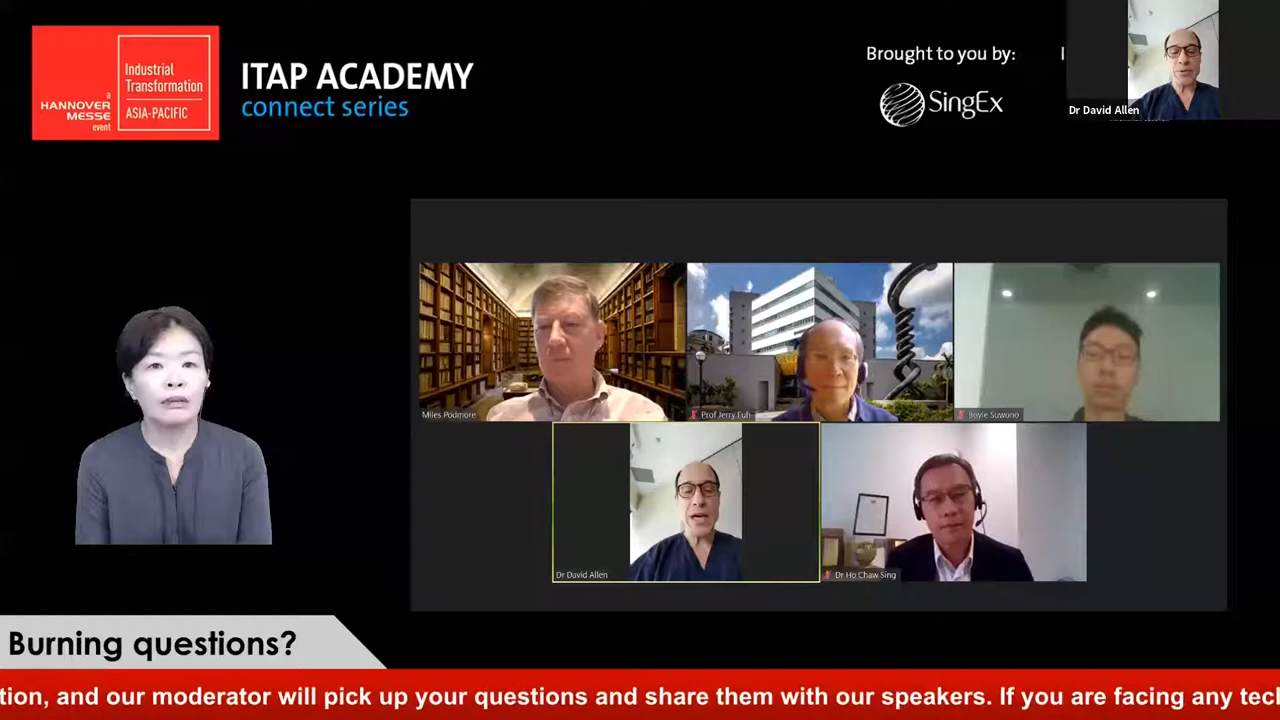 a
HANNOVER
MESSE
event
Industrial
Transformation
ASIA-PACIFIC
ITAP ACADEMY
connect series
Brought to you by:
SingEx
Dr David Allen
Miles Podmore
Prof Jerry Fuh
Boyle Suwono
Dr David Allen
Dr Ho Chaw Sing
Burning questions?
tion, and our moderator will pick up your questions and share them with our speakers. If you are facing any tec